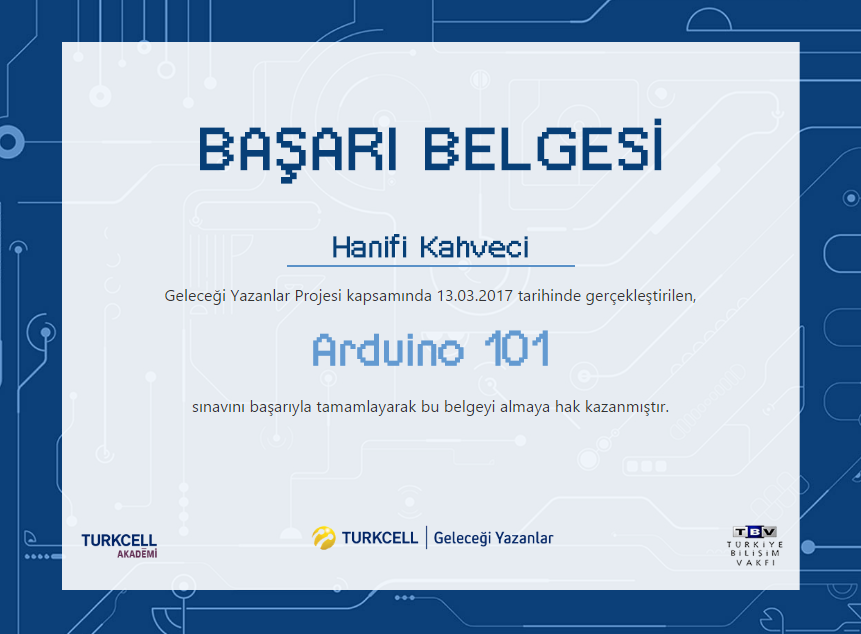 BAŞARI BELGESİ
Hanifi Kahveci
Geleceği Yazanlar Projesi kapsamında 13.03.2017 tarihinde gerçekleştirilen,
Arduino 101
sınavını başarıyla tamamlayarak bu belgeyi almaya hak kazanmıştır.
TURKCELL
AKADEMİ
TURKCELL | Geleceği Yazanlar
TBV
TÜRKİYE
BİLİŞİM
VAKFI